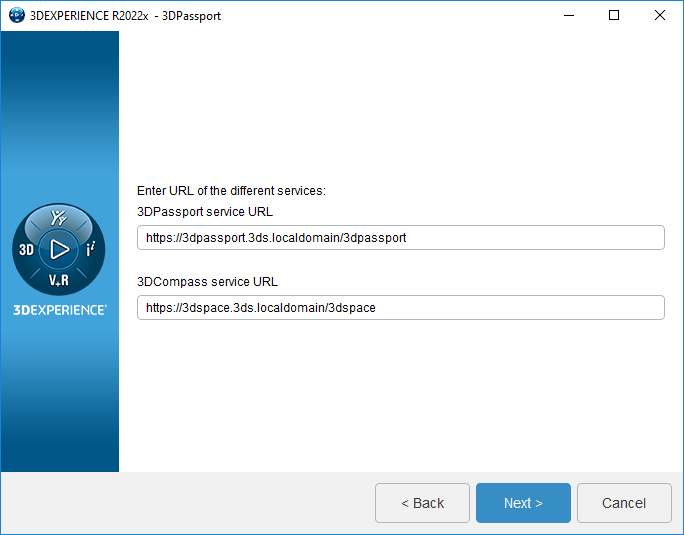 3DEXPERIENCE R2022x - 3DPassport
Enter URL of the different services:
3DPassport service URL
https://3dpassport.3ds.localdomain/3dpassport
3DCompass service URL
https://3dspace.3ds.localdomain/3dspace
3D
i²
V+R
3DEXPERIENCE
< Back
Next >
Cancel